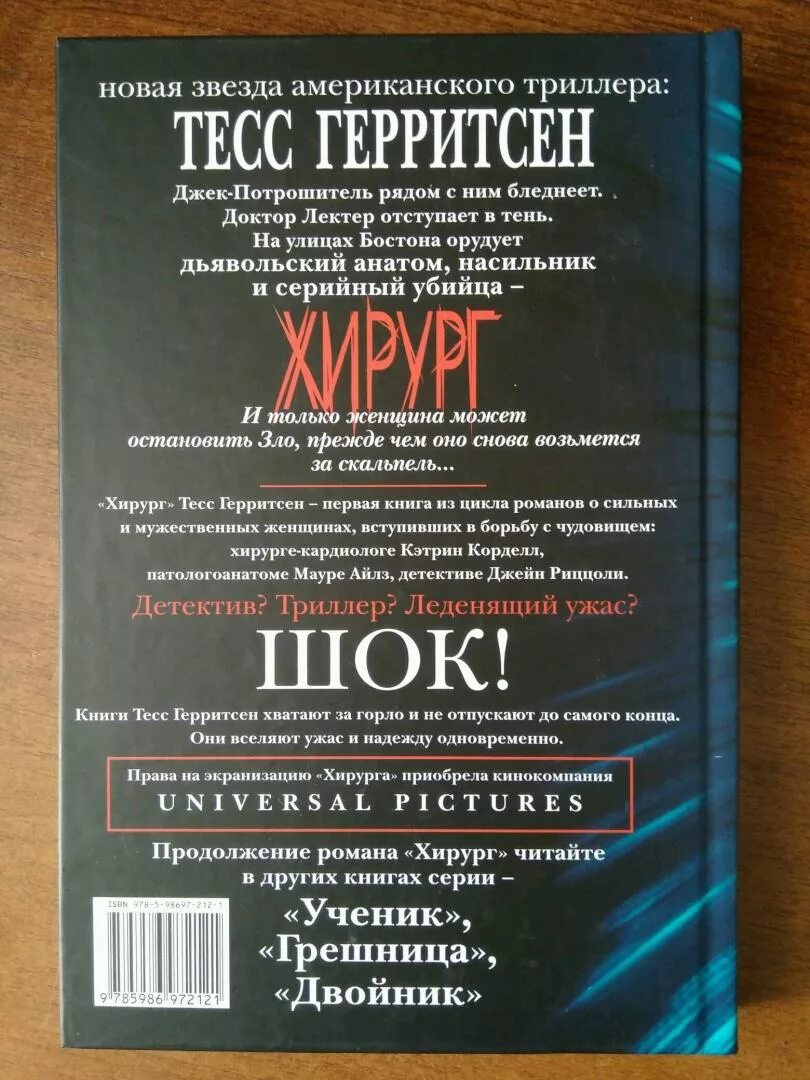 новая звезда американского триллера:
ТЕСС ГЕРРИТСЕН
Джек-Потрошитель рядом с ним бледнеет.
Доктор Лектер отступает в тень.
На улицах Бостона орудует
дьявольский анатом, насильник
и серийный убийца –
ХИРУРГ
И только женщина может
остановить Зло, прежде чем оно снова возьмется
за скальпель...
«Хирург» Тесс Герритсен – первая книга из цикла романов о сильных
и мужественных женщинах, вступивших в борьбу с чудовищем:
хирурге-кардиологе Кэтрин Корделл,
патологоанатоме Мауре Айлз, детективе Джейн Риццоли.
Детектив? Триллер? Леденящий ужас?
ШОК!
Книги Тесс Герритсен хватают за горло и не отпускают до самого конца.
Они вселяют ужас и надежду одновременно.
Права на экранизацию «Хирурга» приобрела кинокомпания
UNIVERSAL PICTURES
Продолжение романа «Хирург» читайте
в других книгах серии –
«Ученик»,
«Грешница»,
«Двойник»
ISBN 978-5-98697-212-1
9 785986 972121